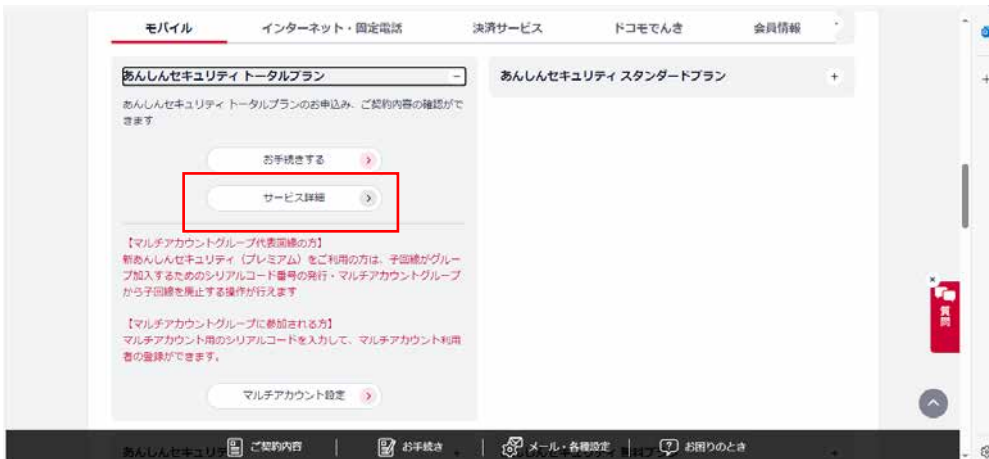 モバイル
インターネット・固定電話
決済サービス
ドコモでんき
会員情報
あんしんセキュリティ トータルプラン
あんしんセキュリティ トータルプランのお申込み、ご契約内容の確認がで
きます
お手続きする
サービス詳細
【マルチアカウントグループ代表回線の方】
新あんしんセキュリティ（プレミアム）をご利用の方は、子回線がグルー
プ加入するためのシリアルコード番号の発行・マルチアカウントグループ
から子回線を廃止する操作が行えます
【マルチアカウントグループに参加される方】
マルチアカウント用のシリアルコードを入力して、マルチアカウント利用
者の登録ができます。
マルチアカウント設定
あんしんセキュリティ スタンダードプラン
質問
ご契約内容
お手続き
メール・各種設定
お困りのとき